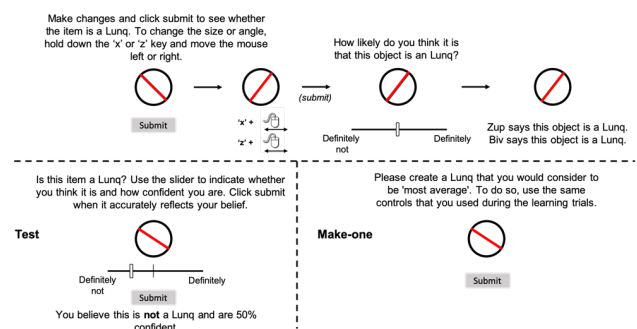 Make changes and click submit to see whether
the item is a Lunq. To change the size or angle,
hold down the 'x' or 'z' key and move the mouse
left or right.
How likely do you think it is
that this object is an Lunq?
Submit
(submit)
'x' +
'z' +
Definitely
not
Definitely
Zup says this object is a Lunq.
Biv says this object is a Lunq.
Is this item a Lunq? Use the slider to indicate whether
you think it is and how confident you are. Click submit
when it accurately reflects your belief.
Test
Definitely
not
Definitely
Submit
You believe this is not a Lunq and are 50%
confident
Please create a Lunq that you would consider to
be 'most average'. To do so, use the same
controls that you used during the learning trials.
Make-one
Submit